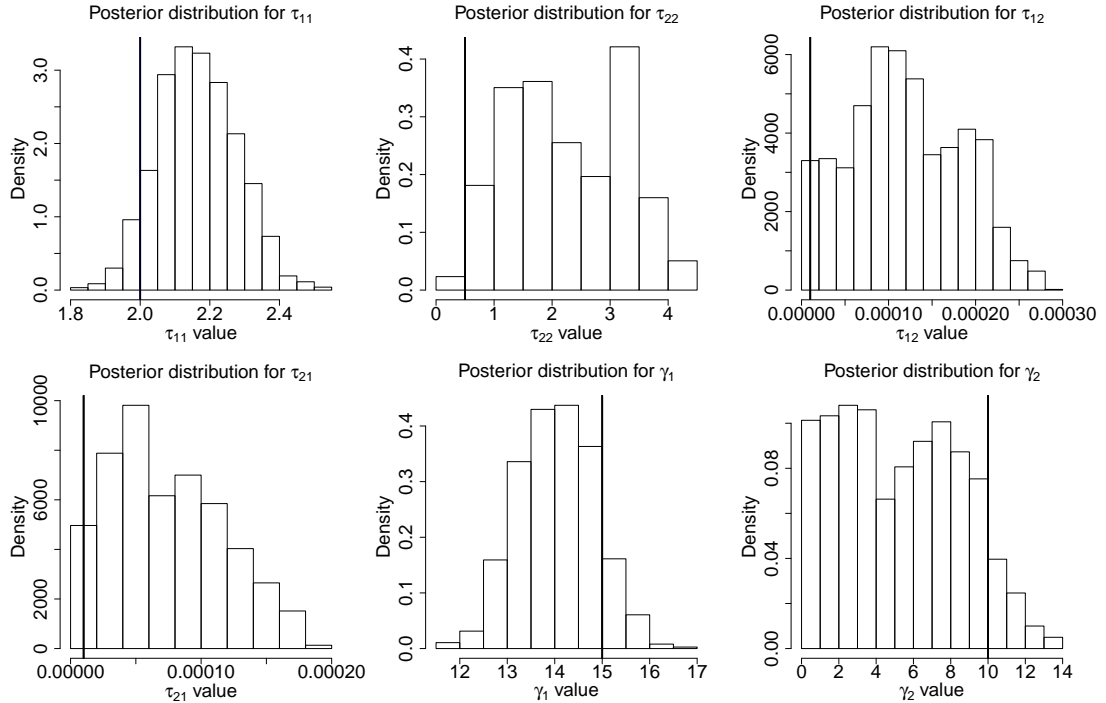 Posterior distribution for τ11
Density
0.0 1.0 2.0 3.0
1.8 2.0 2.2 2.4
τ11 value
Posterior distribution for τ22
Density
0.0 0.1 0.2 0.3 0.4
0 1 2 3 4
τ22 value
Posterior distribution for τ12
Density
0 2000 4000 6000
0.00000 0.00010 0.00020 0.00030
τ12 value
Posterior distribution for τ21
Density
0 2000 6000 10000
0.00000 0.00010 0.00020
τ21 value
Posterior distribution for γ1
Density
0.0 0.1 0.2 0.3 0.4
12 13 14 15 16 17
γ1 value
Posterior distribution for γ2
Density
0.00 0.04 0.08
0 2 4 6 8 10 12 14
γ2 value